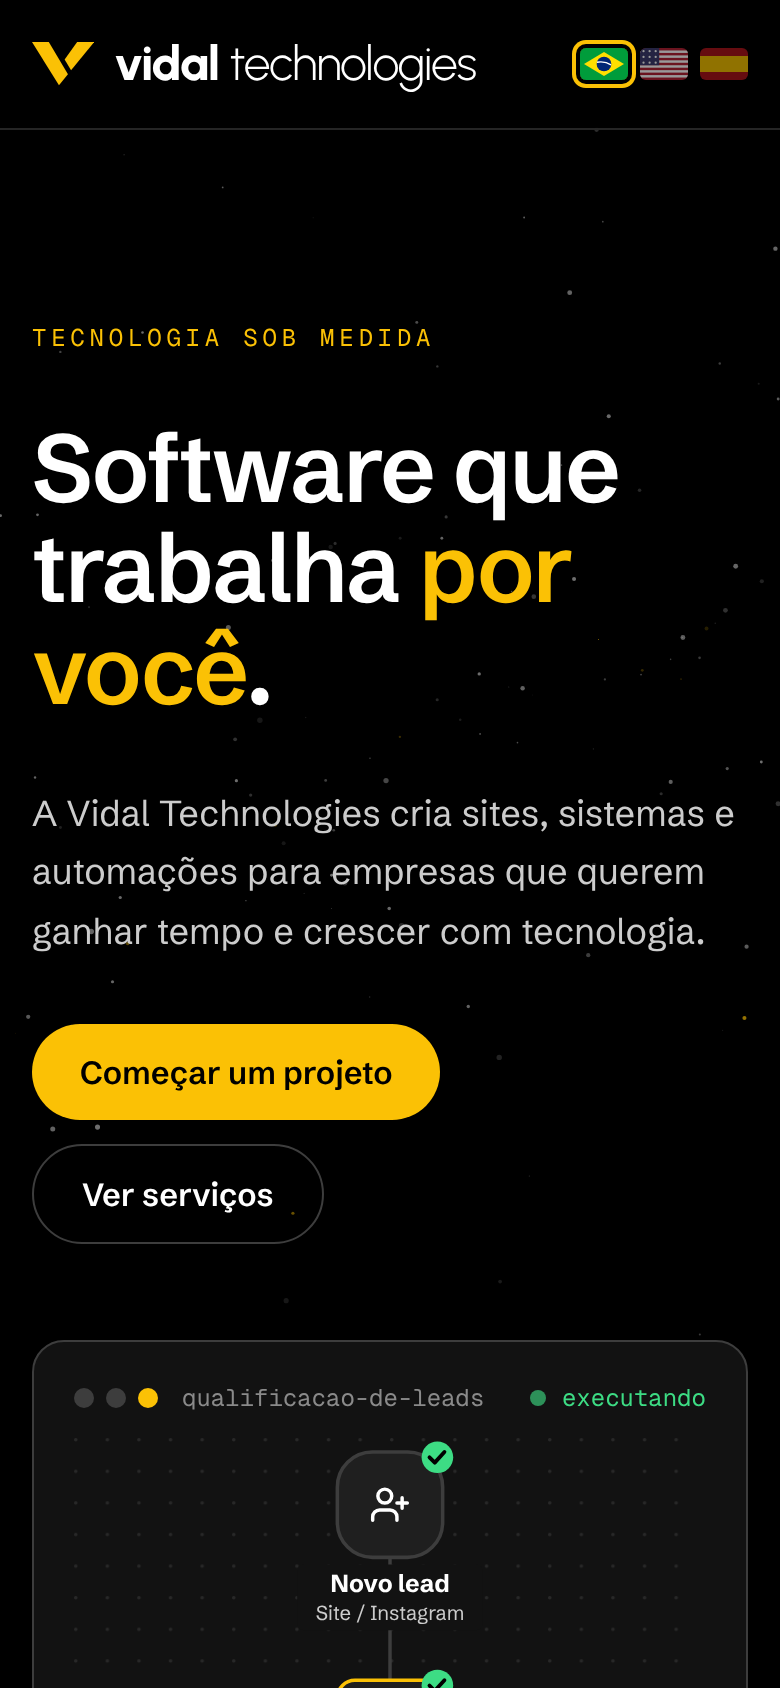 vidal technologies
TECNOLOGIA SOB MEDIDA
Software que
trabalha por
você.
A Vidal Technologies cria sites, sistemas e
automações para empresas que querem
ganhar tempo e crescer com tecnologia.
Começar um projeto
Ver serviços
qualificacao-de-leads executando
Novo lead
Site / Instagram